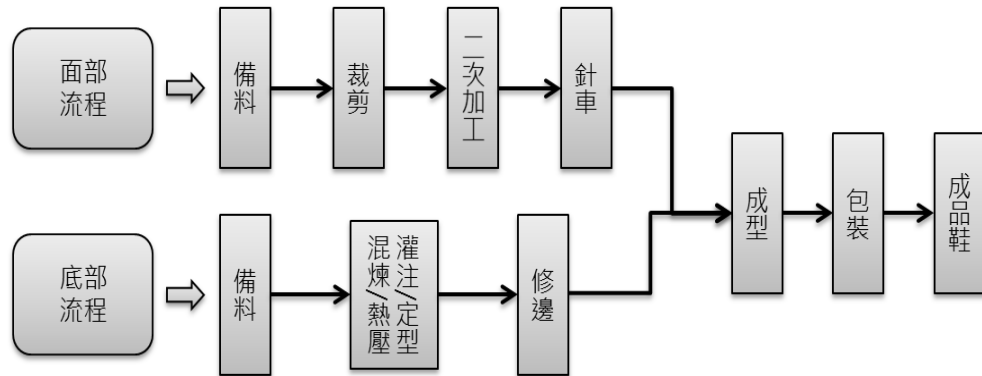 面部
流程
備料
裁剪
二次加工
針車
底部
流程
備料
灌注/定型
混煉/熱壓
修邊
成型
包裝
成品鞋